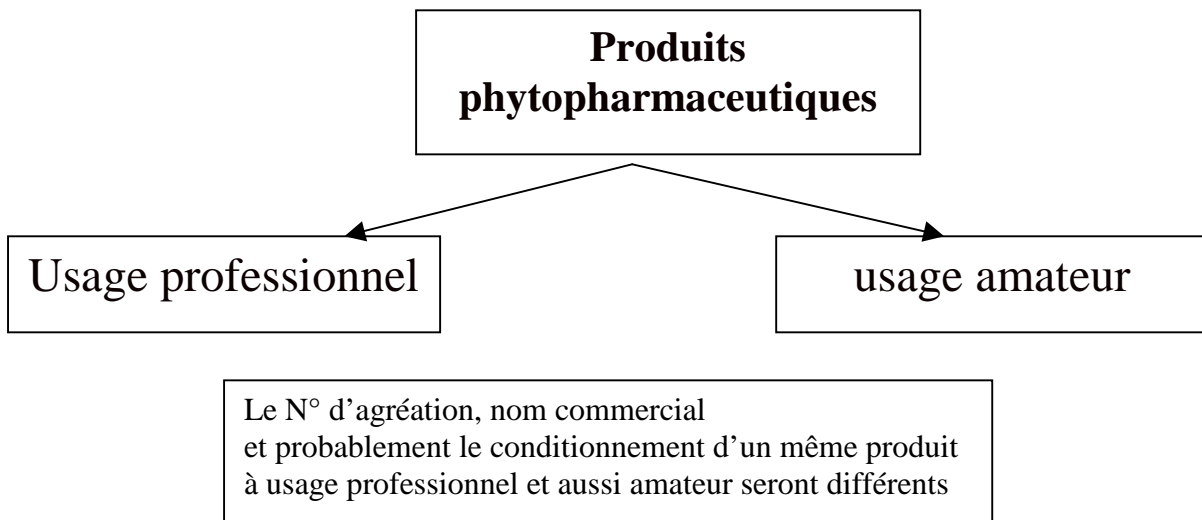 Produits
phytopharmaceutiques
Usage professionnel
usage amateur
Le N° d’agréation, nom commercial
et probablement le conditionnement d’un même produit
à usage professionnel et aussi amateur seront différents